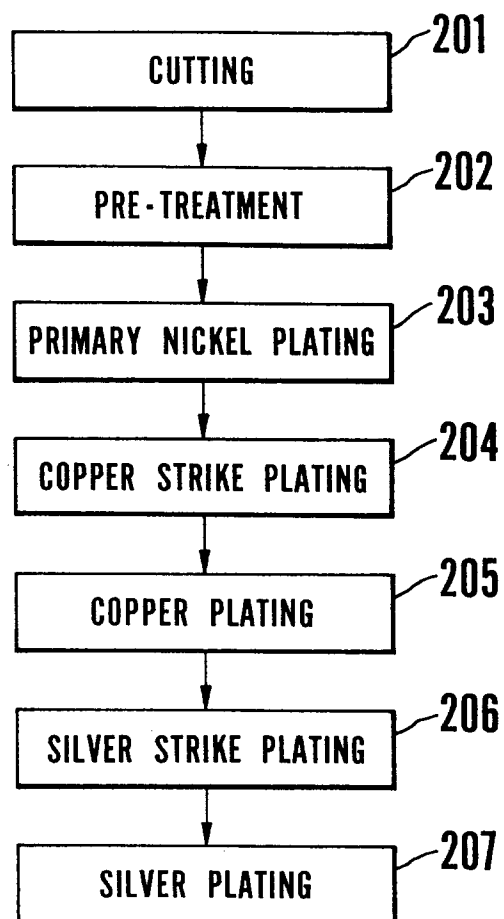 201
CUTTING
202
PRE-TREATMENT
203
PRIMARY NICKEL PLATING
204
COPPER STRIKE PLATING
205
COPPER PLATING
206
SILVER STRIKE PLATING
207
SILVER PLATING